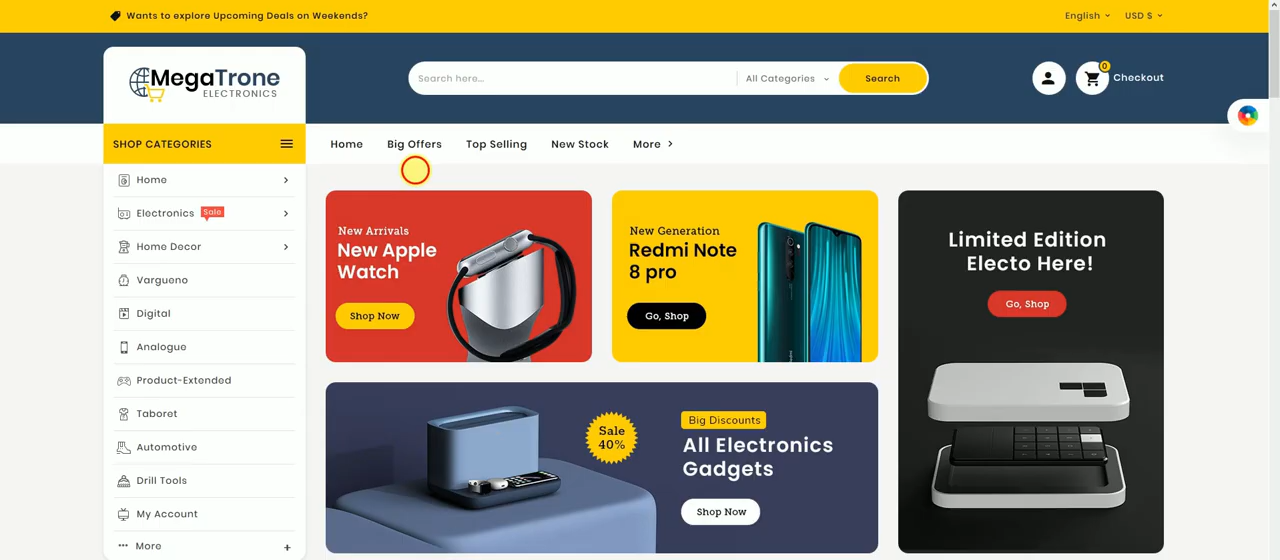 Wants to explore Upcoming Deals on Weekends?
English
USD $
MegaTrone
ELECTRONICS
Search here...
All Categories
Search
0
Checkout
SHOP CATEGORIES
Home
Big Offers
Top Selling
New Stock
More
Home
Electronics Sale
Home Decor
Vargueno
Digital
Analogue
Product-Extended
Taboret
Automotive
Drill Tools
My Account
More
New Arrivals
New Apple
Watch
Shop Now
New Generation
Redmi Note
8 pro
Go, Shop
Limited Edition
Electo Here!
Go, Shop
Sale
40%
Big Discounts
All Electronics
Gadgets
Shop Now